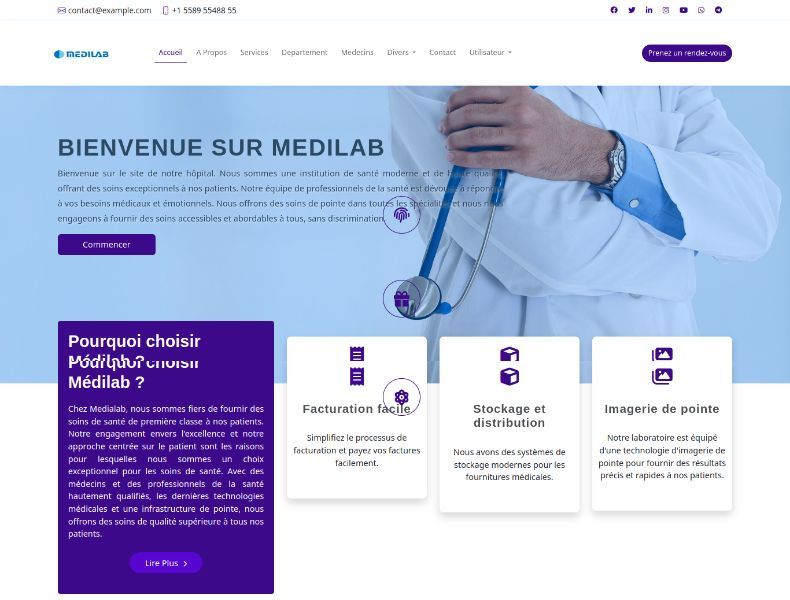 contact@example.com +1 5589 55488 55
MEDILAB
Accueil A Propos Services Departement Medecins Divers Contact Utilisateur
Prenez un rendez-vous
BIENVENUE SUR MEDILAB
Bienvenue sur le site de notre hôpital. Nous sommes une institution de santé moderne et de haute qualité
offrant des soins exceptionnels à nos patients. Notre équipe de professionnels de la santé est dévouée à répondre
à vos besoins médicaux et émotionnels. Nous offrons des soins de pointe dans toutes les spécialités et nous nous
engageons à fournir des soins accessibles et abordables à tous, sans discrimination.
Commencer
Pourquoi choisir
Médilab ?
Facturation facile
Simplifiez le processus de
facturation et payez vos factures
facilement.
Stockage et
distribution
Nous avons des systèmes de
stockage modernes pour les
fournitures médicales.
Imagerie de pointe
Notre laboratoire est équipé
d'une technologie d'imagerie de
pointe pour fournir des résultats
précis et rapides à nos patients.
Chez Medialab, nous sommes fiers de fournir des
soins de santé de première classe à nos patients.
Notre engagement envers l'excellence et notre
approche centrée sur le patient sont les raisons
pour lesquelles nous sommes un choix
exceptionnel pour les soins de santé. Avec des
médecins et des professionnels de la santé
hautement qualifiés, les dernières technologies
médicales et une infrastructure de pointe, nous
offrons des soins de qualité supérieure à tous nos
patients.
Lire Plus